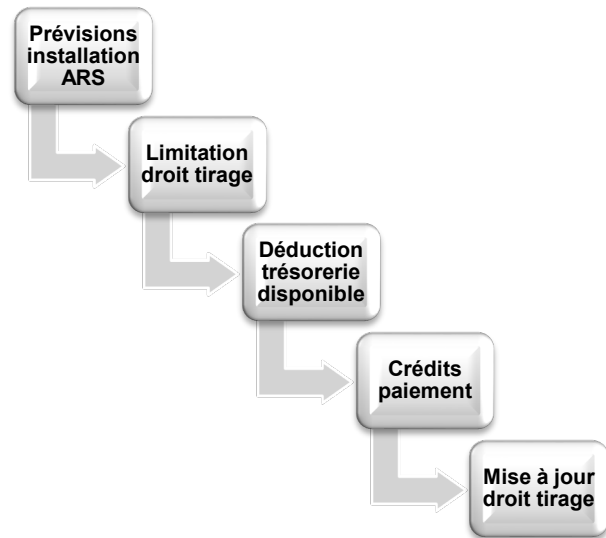 Prévisions
installation
ARS
Limitation
droit tirage
Déduction
trésorerie
disponible
Crédits
paiement
Mise à jour
droit tirage